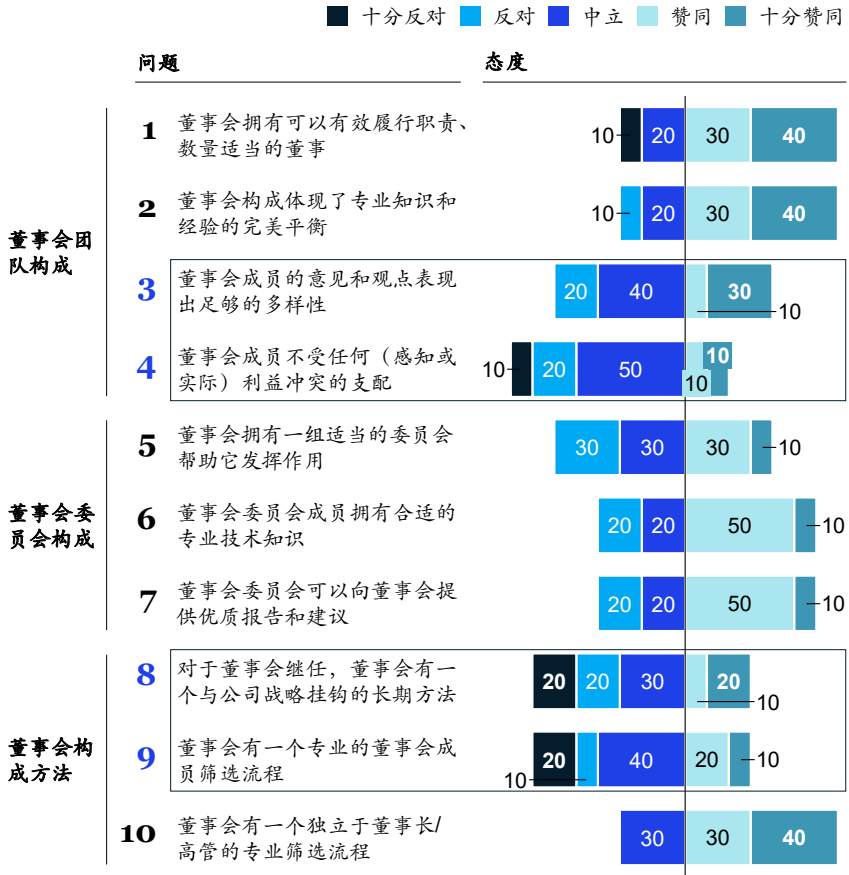 十分反对 反对 中立 赞同 十分赞同
问题 态度
董事会团
队构成
1 董事会拥有可以有效履行职责、
数量适当的董事
10 20 30 40
2 董事会构成体现了专业知识和
经验的完美平衡
10 20 30 40
3 董事会成员的意见和观点表现
出足够的多样性
20 40 30
10
4 董事会成员不受任何（感知或
实际）利益冲突的支配
10 20 50 10
10
董事会委
员会构成
5 董事会拥有一组适当的委员会
帮助它发挥作用
30 30 30 10
6 董事会委员会成员拥有合适的
专业技术知识
20 20 50 10
7 董事会委员会可以向董事会提
供优质报告和建议
20 20 50 10
董事会构
成方法
8 对于董事会继任，董事会有一
个与公司战略挂钩的长期方法
20 20 30 20
10
9 董事会有一个专业的董事会成
员筛选流程
20 40 20 10
10
10 董事会有一个独立于董事长/
高管的专业筛选流程
30 30 40